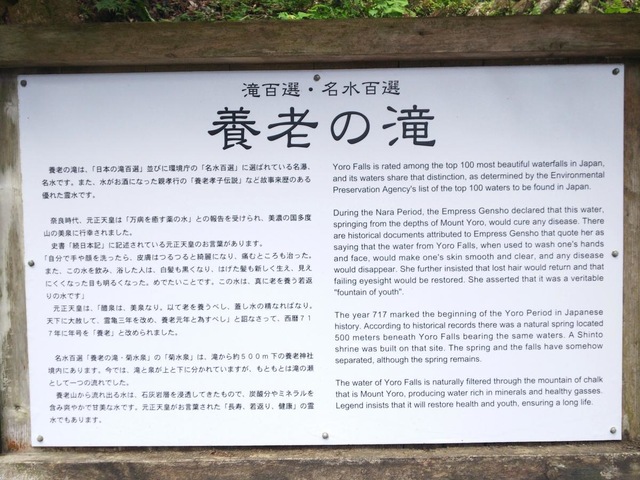 滝百選・名水百選
養老の滝
養老の滝は、「日本の滝百選」並びに環境庁の「名水百選」に選ばれている名瀑、
名水です。また、水がお酒になった親孝行の「養老孝子伝説」など故事来歴のある
優れた霊水です。
奈良時代、元正天皇は「万病を癒す薬の水」との報告を受けられ、美濃の国多度
山の美泉に行幸されました。
史書「続日本記」に記述されている元正天皇のお言葉があります。
「自分で手や顔を洗ったら、皮膚はつるつると綺麗になり、痛むところも治った。
また、この水を飲み、浴した人は、白髪も黒くなり、はげた髪も新しく生え、見え
にくくなった目も明るくなった。めでたいことです。この水は、真に老を養う若返
りの水です」
元正天皇は、「醴泉は、美泉なり。以て老を養うべし。蓋し水の精なればなり。
天下に大赦して、霊亀三年を改め、養老元年と為すべし」と詔なさって、西暦７１
７年に年号を「養老」と改められました。
名水百選「養老の滝・菊水泉」の「菊水泉」は、滝から約５００ｍ下の養老神社
境内にあります。今では、滝と泉が上と下に分かれていますが、もともとは滝の瀬
として一つの流れでした。
養老山から流れ出る水は、石灰岩層を浸透してきたもので、炭酸分やミネラルを
含み爽やかで甘美な水です。元正天皇がお言葉された「長寿、若返り、健康」の霊
水でもあります。
Yoro Falls is rated among the top 100 most beautiful waterfalls in Japan,
and its waters share that distinction, as determined by the Environmental
Preservation Agency's list of the top 100 waters to be found in Japan.
During the Nara Period, the Empress Gensho declared that this water,
springing from the depths of Mount Yoro, would cure any disease. There
are historical documents attributed to Empress Gensho that quote her as
saying that the water from Yoro Falls, when used to wash one's hands
and face, would make one's skin smooth and clear, and any disease
would disappear. She further insisted that lost hair would return and that
failing eyesight would be restored. She asserted that it was a veritable
"fountain of youth".
The year 717 marked the beginning of the Yoro Period in Japanese
history. According to historical records there was a natural spring located
500 meters beneath Yoro Falls bearing the same waters. A Shinto
shrine was built on that site. The spring and the falls have somehow
separated, although the spring remains.
The water of Yoro Falls is naturally filtered through the mountain of chalk
that is Mount Yoro, producing water rich in minerals and healthy gasses.
Legend insists that it will restore health and youth, ensuring a long life.